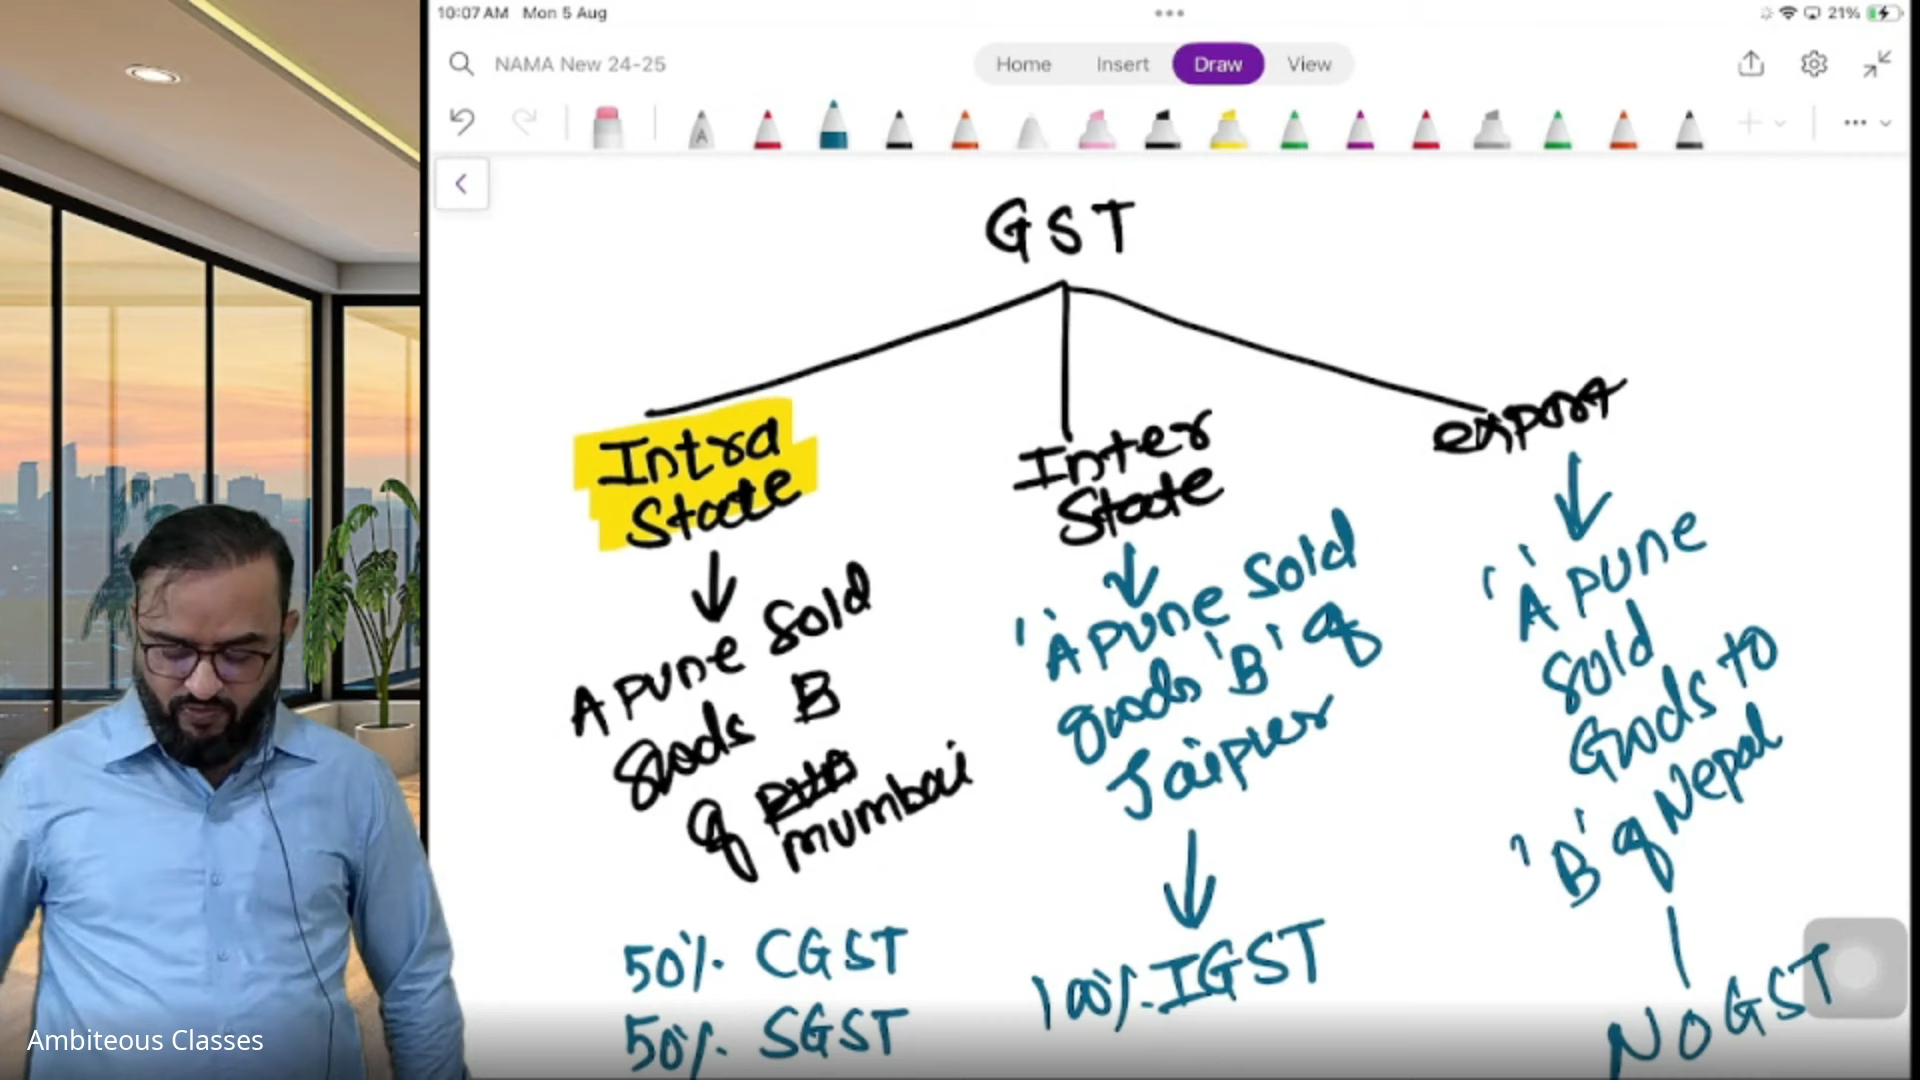 10:07 AM Mon 5 Aug
21%
NAMA New 24-25
Home Insert Draw View
A
GST
Intra
State
A pune Sold
goods B
of
mumbai
50% CGST
50% SGST
Inter
State
'A' pune Sold
goods 'B' of
Jaipur
100% IGST
export
'A' pune
Sold
Goods to
'B' of Nepal
NO GST
Ambiteous Classes